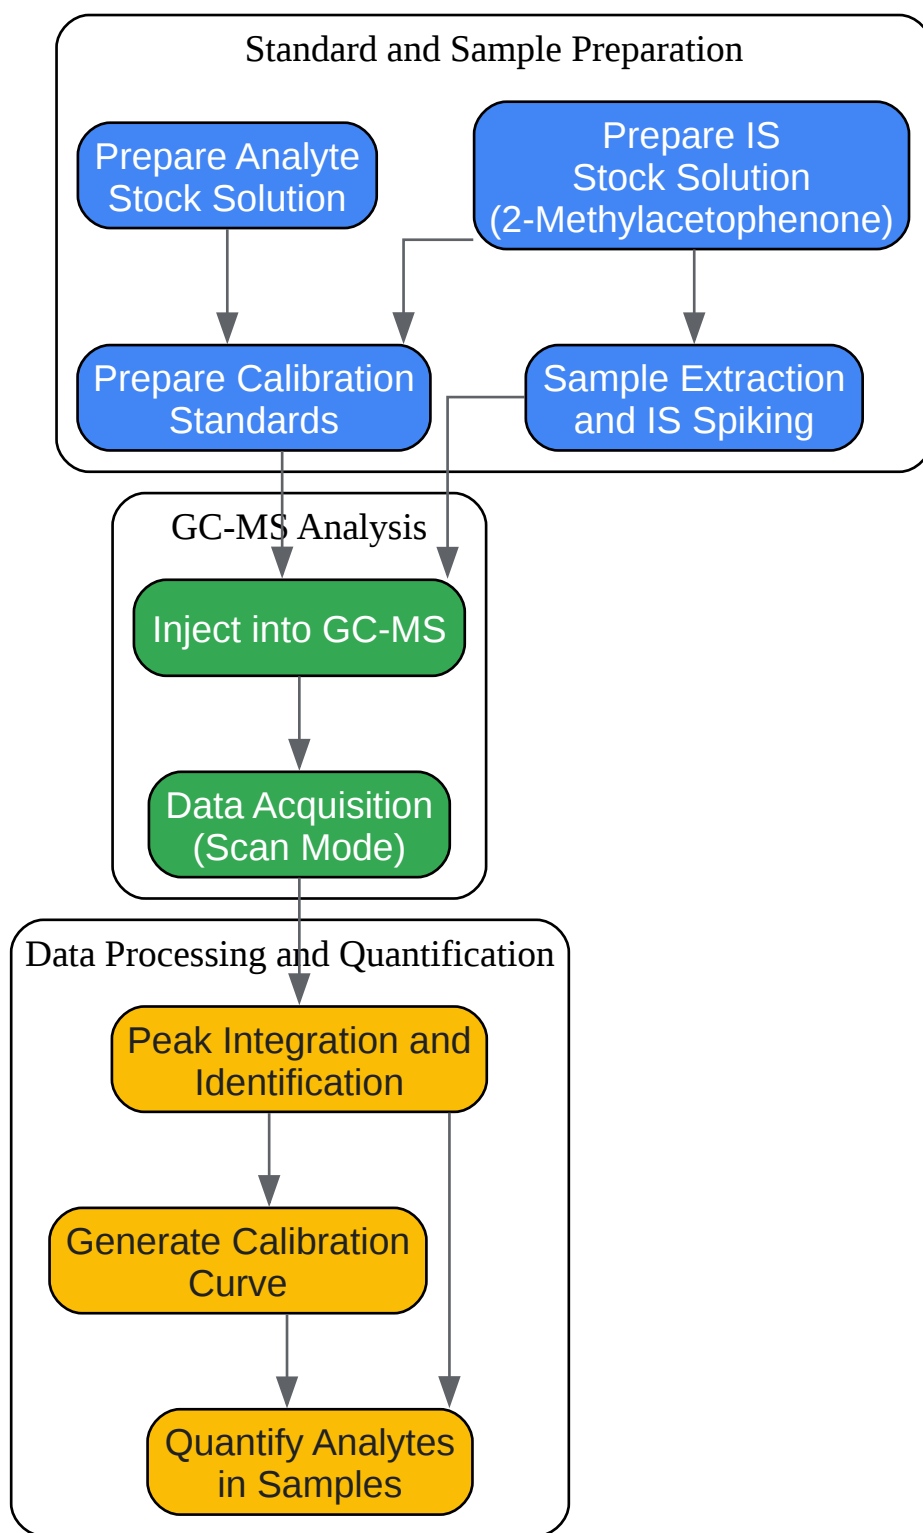 Standard and Sample Preparation
Prepare Analyte
Stock Solution
Prepare IS
Stock Solution
(2-Methylacetophenone)
Prepare Calibration
Standards
Sample Extraction
and IS Spiking
GC-MS Analysis
Inject into GC-MS
Data Acquisition
(Scan Mode)
Data Processing and Quantification
Peak Integration and
Identification
Generate Calibration
Curve
Quantify Analytes
in Samples